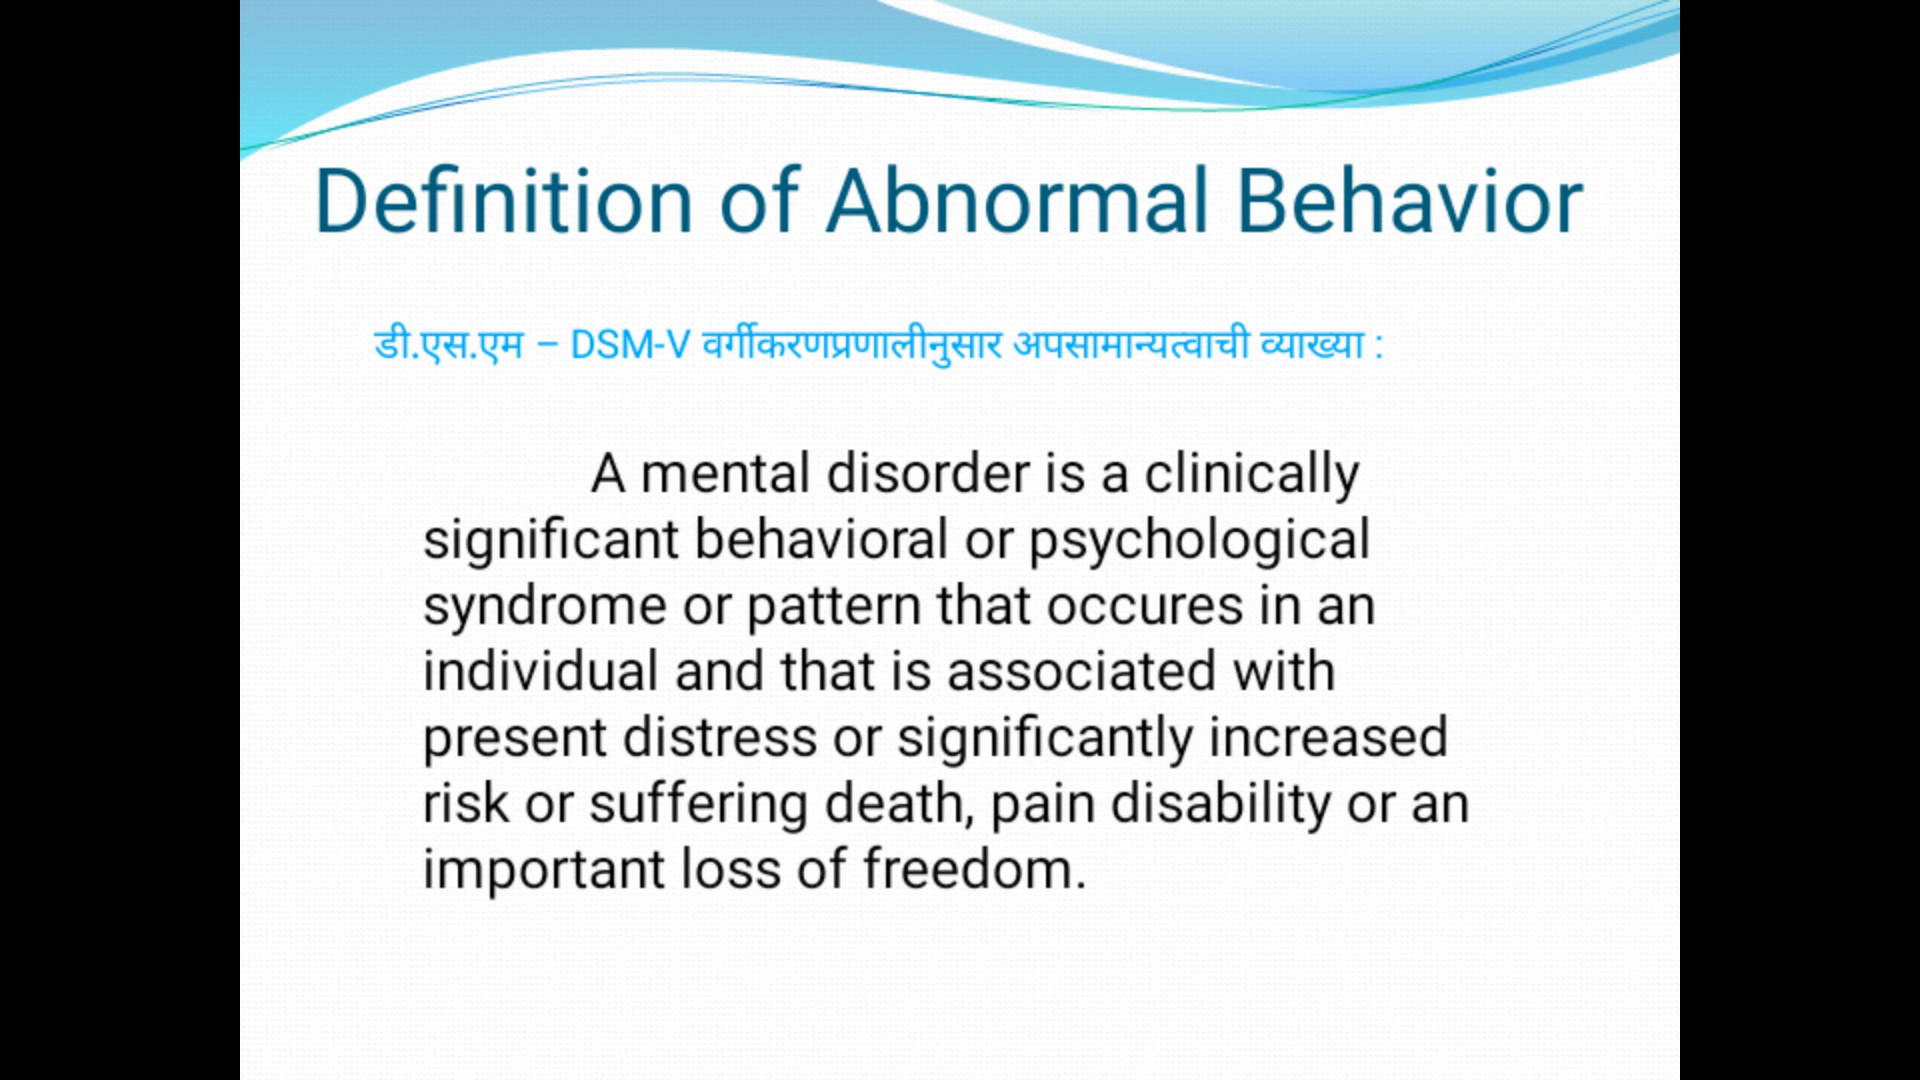 Definition of Abnormal Behavior
डी.एस.एम – DSM-V वर्गीकरणप्रणालीनुसार अपसामान्यत्वाची व्याख्या :
A mental disorder is a clinically
significant behavioral or psychological
syndrome or pattern that occures in an
individual and that is associated with
present distress or significantly increased
risk or suffering death, pain disability or an
important loss of freedom.